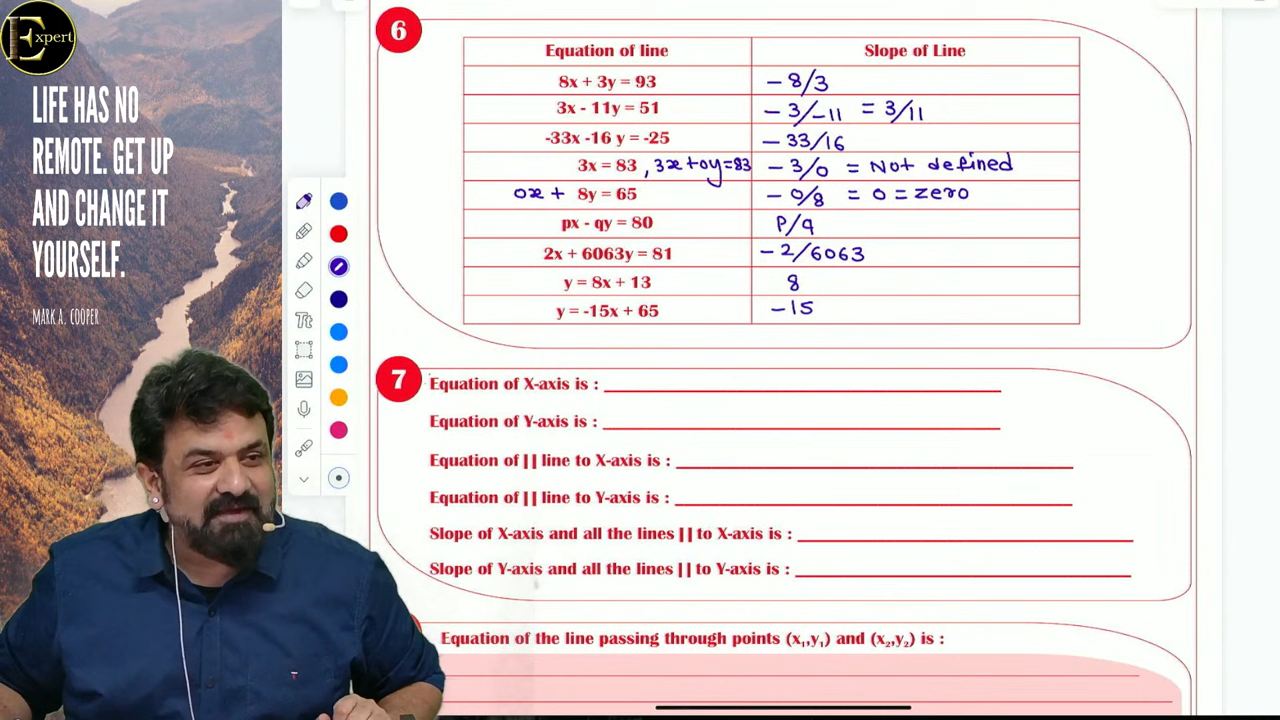 Expert
LIFE HAS NO
REMOTE. GET UP
AND CHANGE IT
YOURSELF.
MARK A. COOPER
6
Equation of line Slope of Line
8x + 3y = 93 - 8/3
3x - 11y = 51 - 3/-11 = 3/11
-33x -16 y = -25 - 33/16
3x = 83 , 3x+0y=83 - 3/0 = Not defined
0x + 8y = 65 - 0/8 = 0 = zero
px - qy = 80 P/q
2x + 6063y = 81 - 2/6063
y = 8x + 13 8
y = -15x + 65 -15
7
Equation of X-axis is :
Equation of Y-axis is :
Equation of || line to X-axis is :
Equation of || line to Y-axis is :
Slope of X-axis and all the lines || to X-axis is :
Slope of Y-axis and all the lines || to Y-axis is :
Equation of the line passing through points (x₁,y₁) and (x₂,y₂) is :
Tt